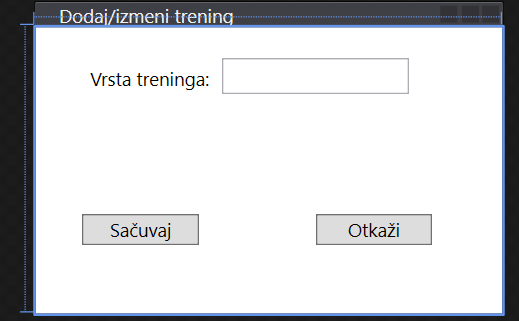 Dodaj/izmeni trening
Vrsta treninga:
Sačuvaj
Otkaži